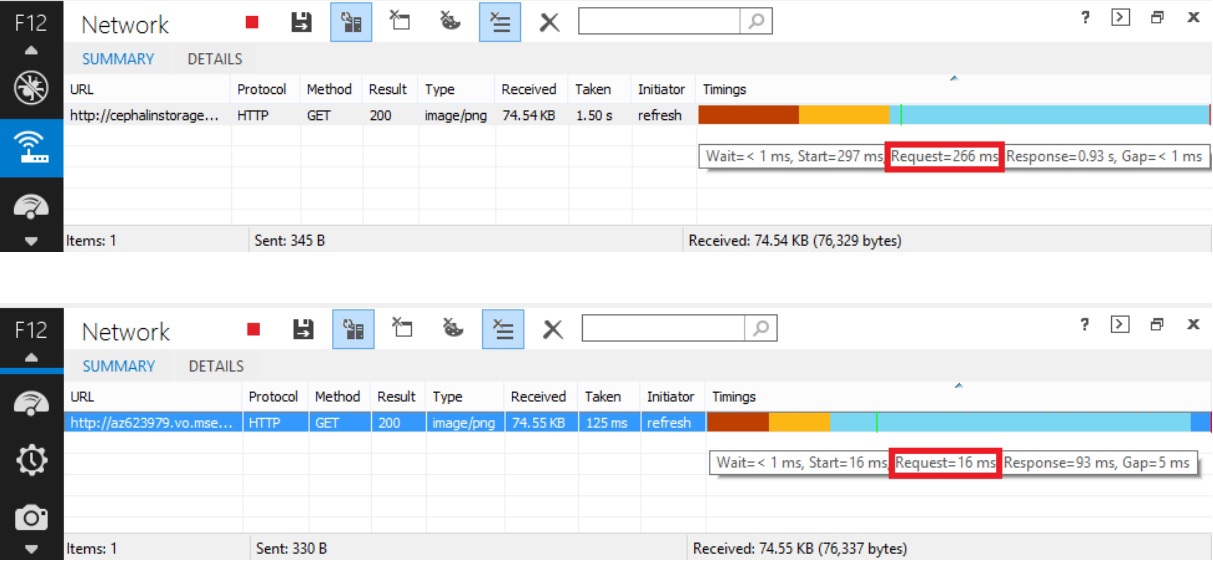 F12 Network ?
SUMMARY DETAILS
URL Protocol Method Result Type Received Taken Initiator Timings
http://cephalinstorage... HTTP GET 200 image/png 74.54 KB 1.50 s refresh
Wait=< 1 ms, Start=297 ms, Request=266 ms, Response=0.93 s, Gap=< 1 ms
Items: 1 Sent: 345 B Received: 74.54 KB (76,329 bytes)
F12 Network ?
SUMMARY DETAILS
URL Protocol Method Result Type Received Taken Initiator Timings
http://az623979.vo.mse... HTTP GET 200 image/png 74.55 KB 125 ms refresh
Wait=< 1 ms, Start=16 ms, Request=16 ms, Response=93 ms, Gap=5 ms
Items: 1 Sent: 330 B Received: 74.55 KB (76,337 bytes)